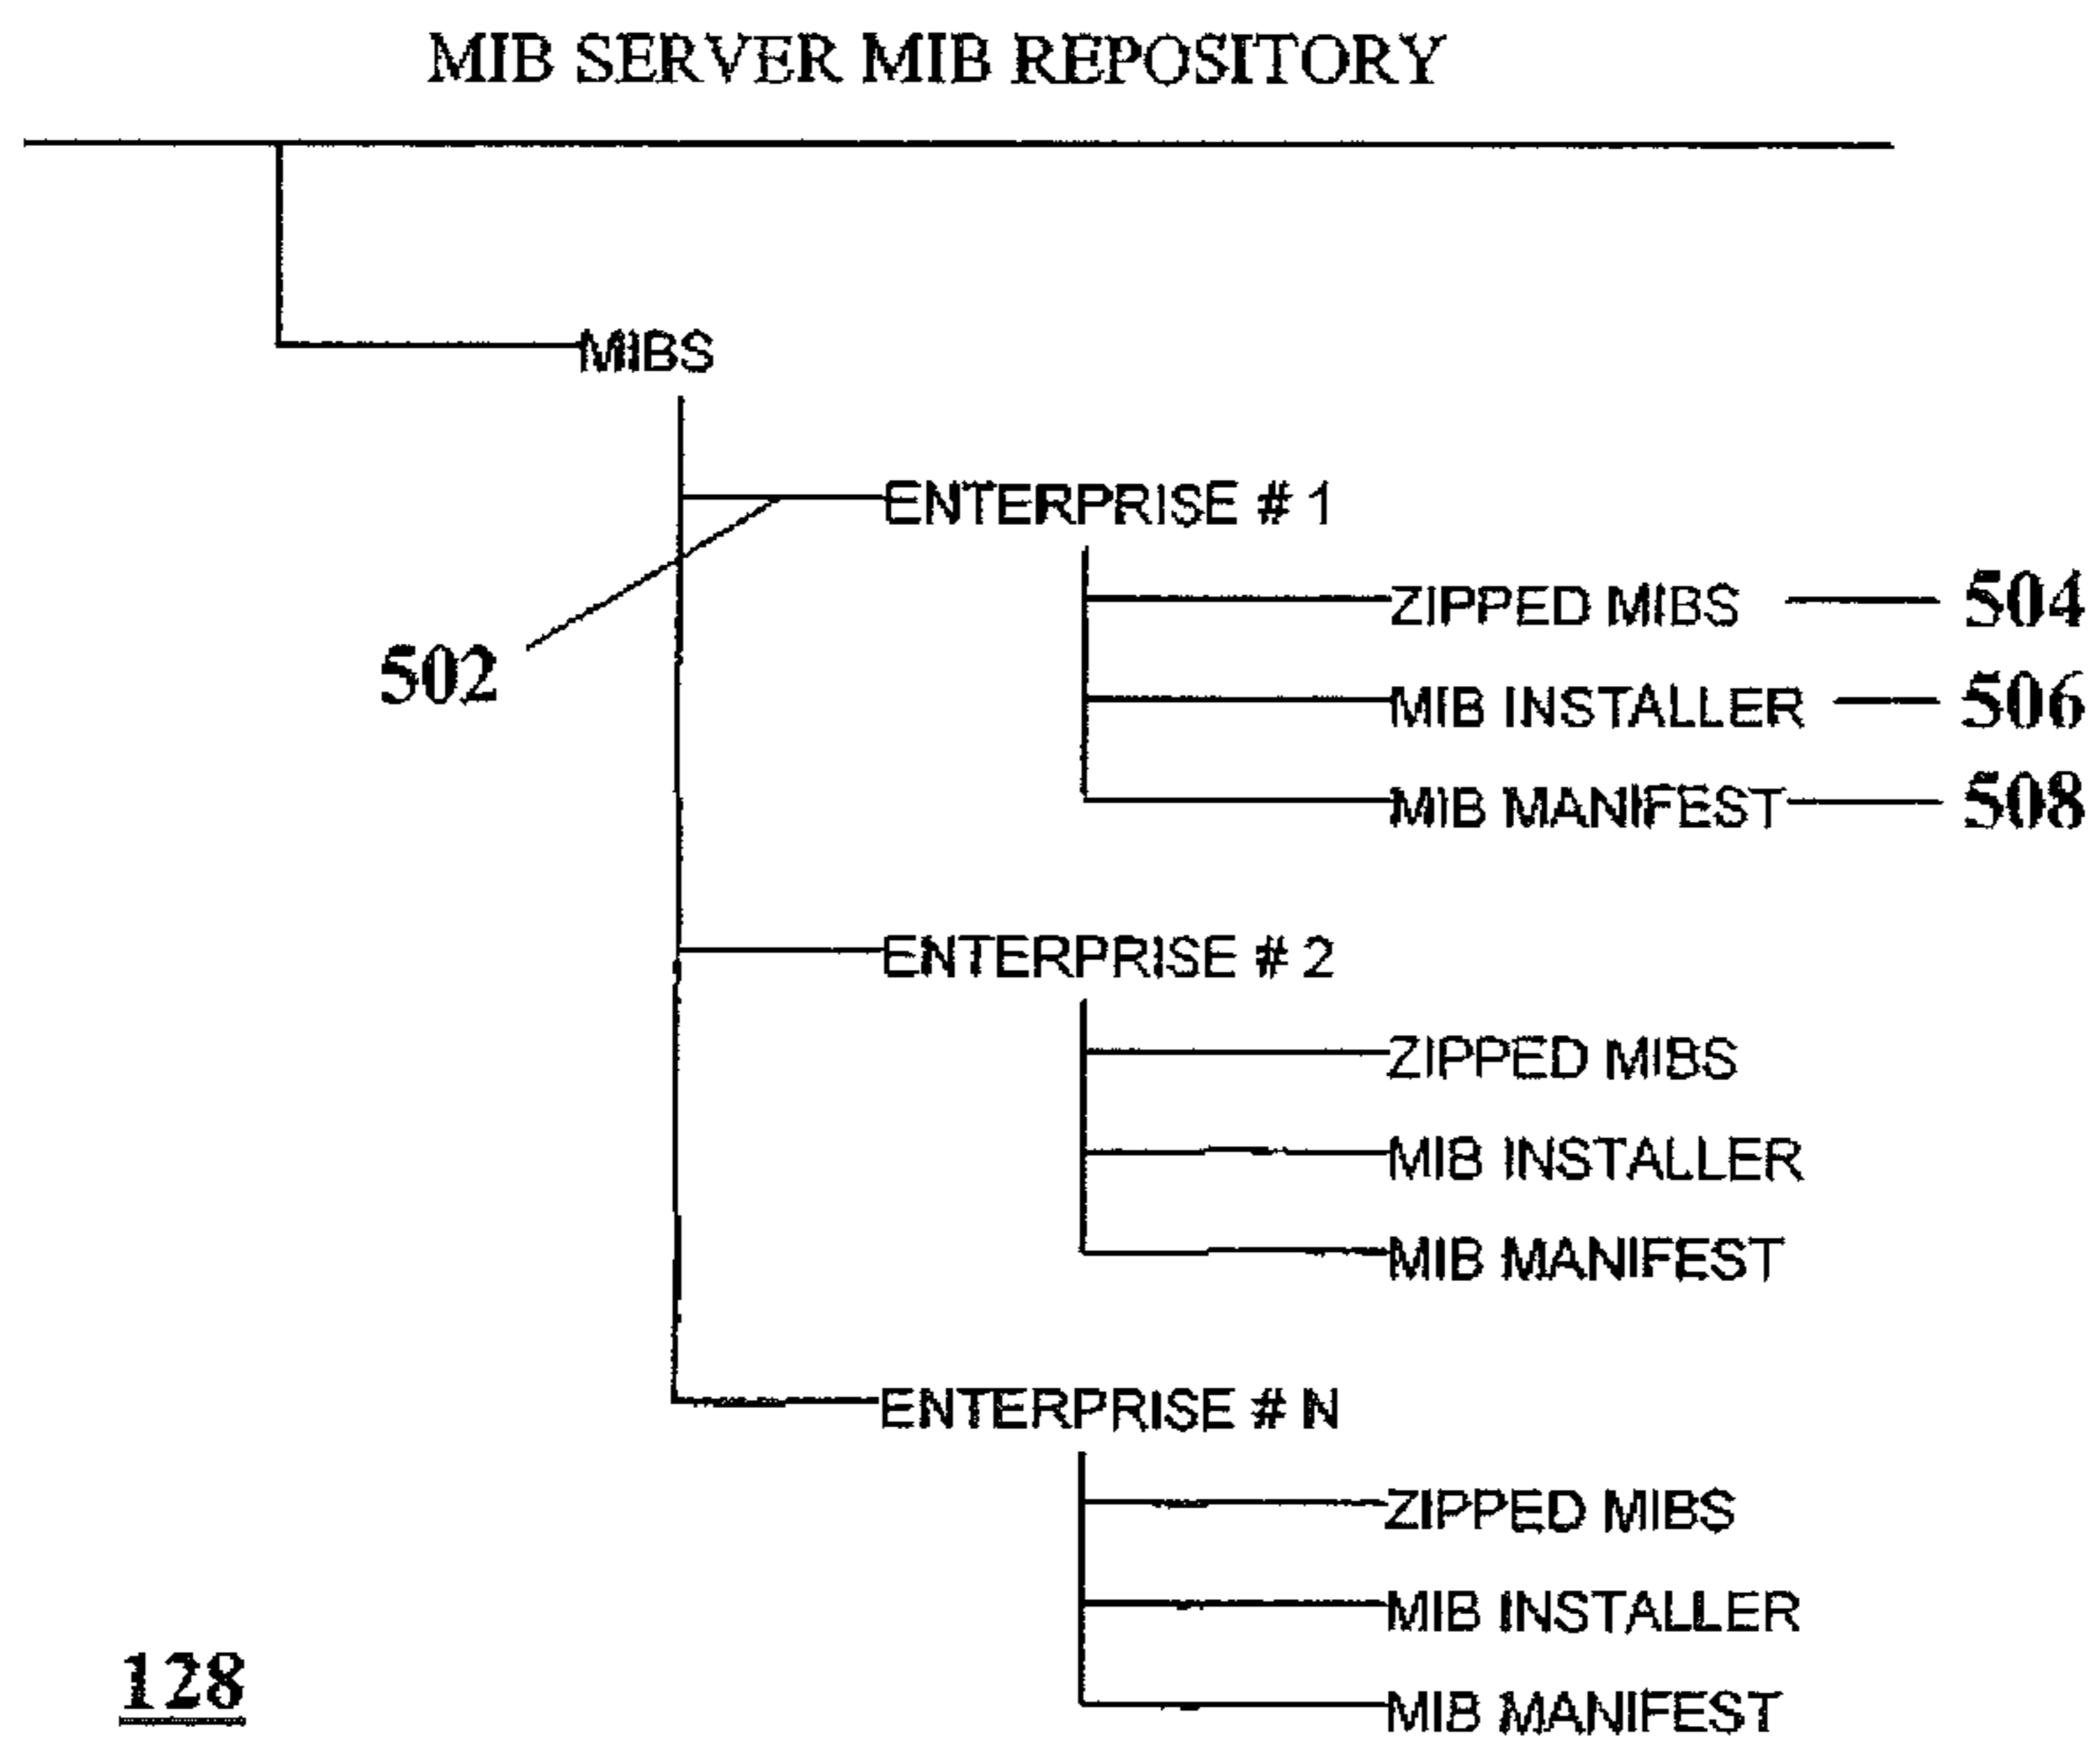 MIB SERVER MIB REPOSITORY
MIBS
ENTERPRISE # 1
ZIPPED MIBS 504
502
MIB INSTALLER 506
MIB MANIFEST 508
ENTERPRISE # 2
ZIPPED MIBS
MIB INSTALLER
MIB MANIFEST
ENTERPRISE # N
ZIPPED MIBS
MIB INSTALLER
128
MIB MANIFEST